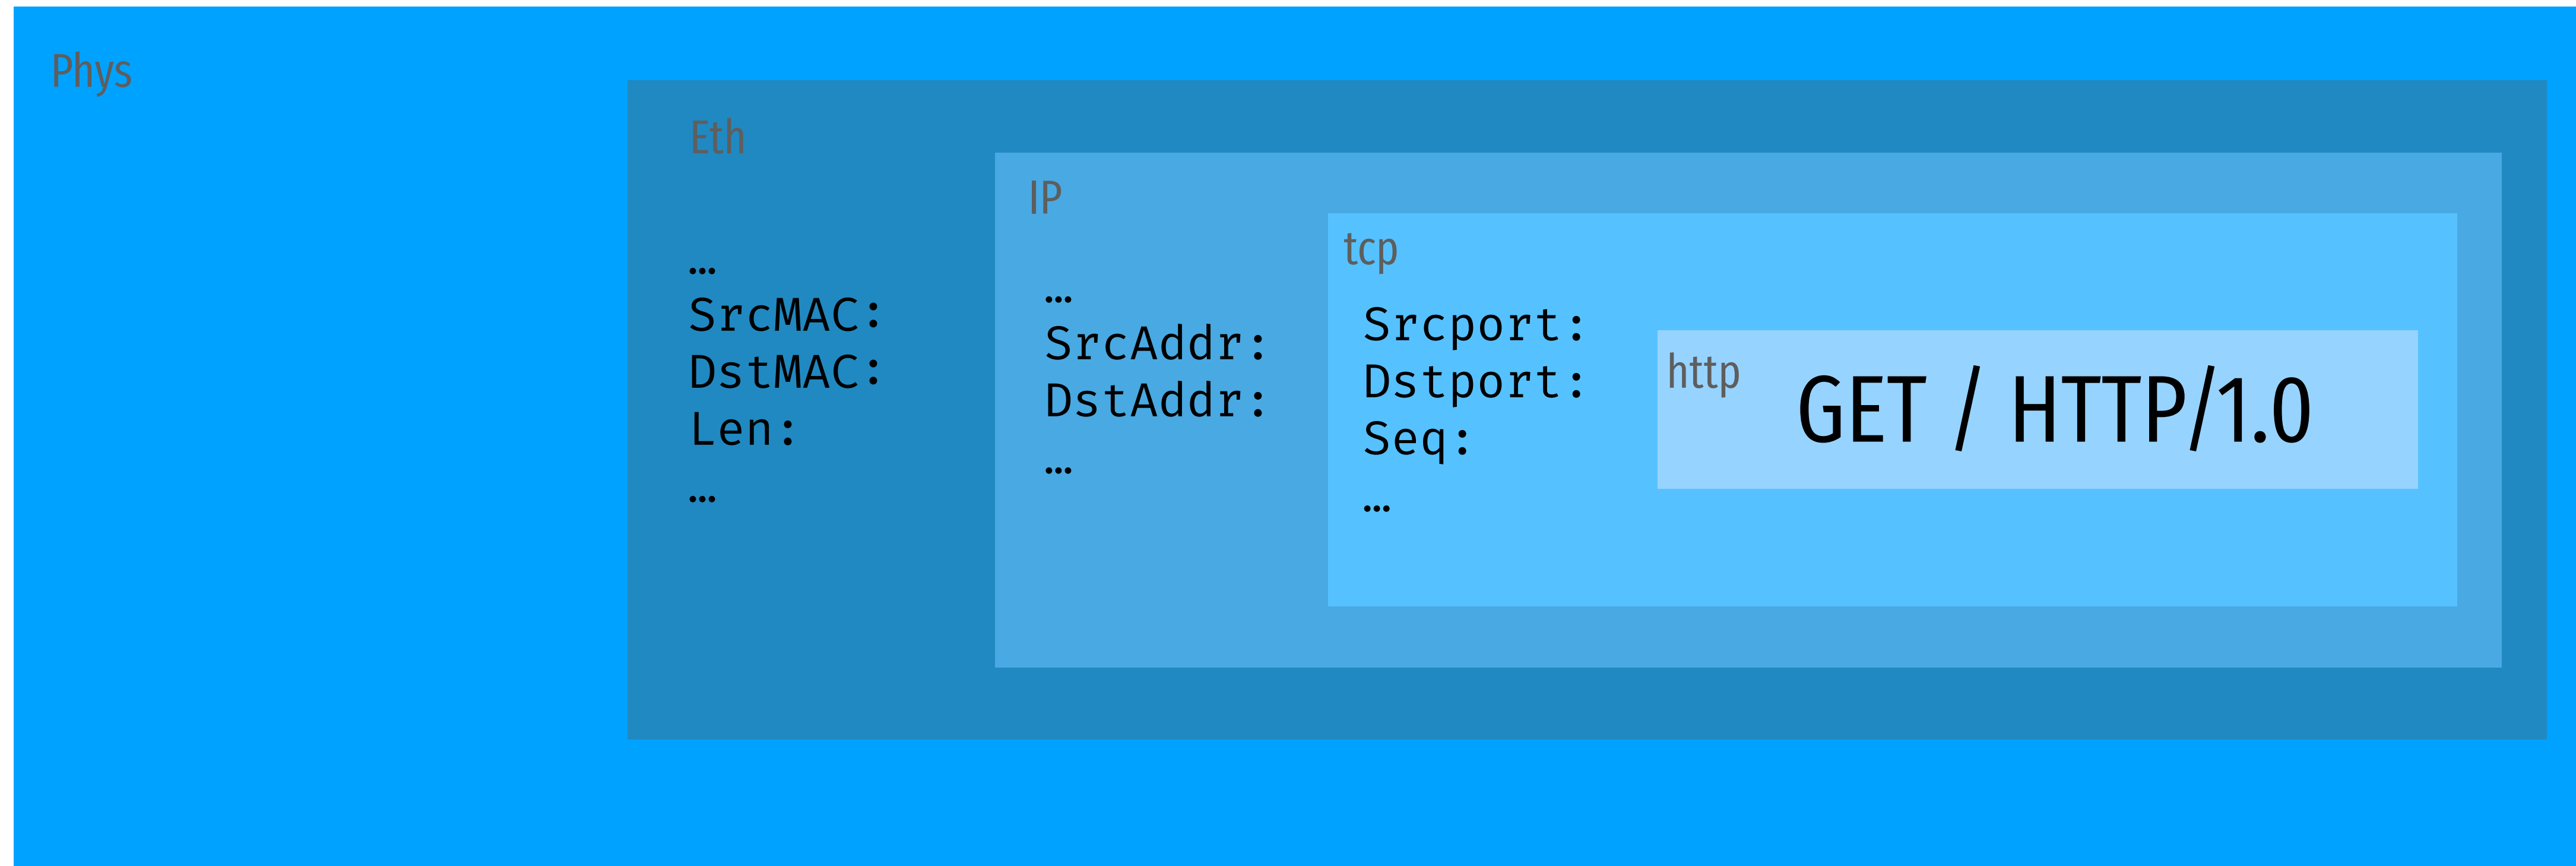 Phys
Eth
…
SrcMAC:
DstMAC:
Len:
…
IP
…
SrcAddr:
DstAddr:
…
tcp
Srcport:
Dstport:
Seq:
…
http
GET / HTTP/1.0